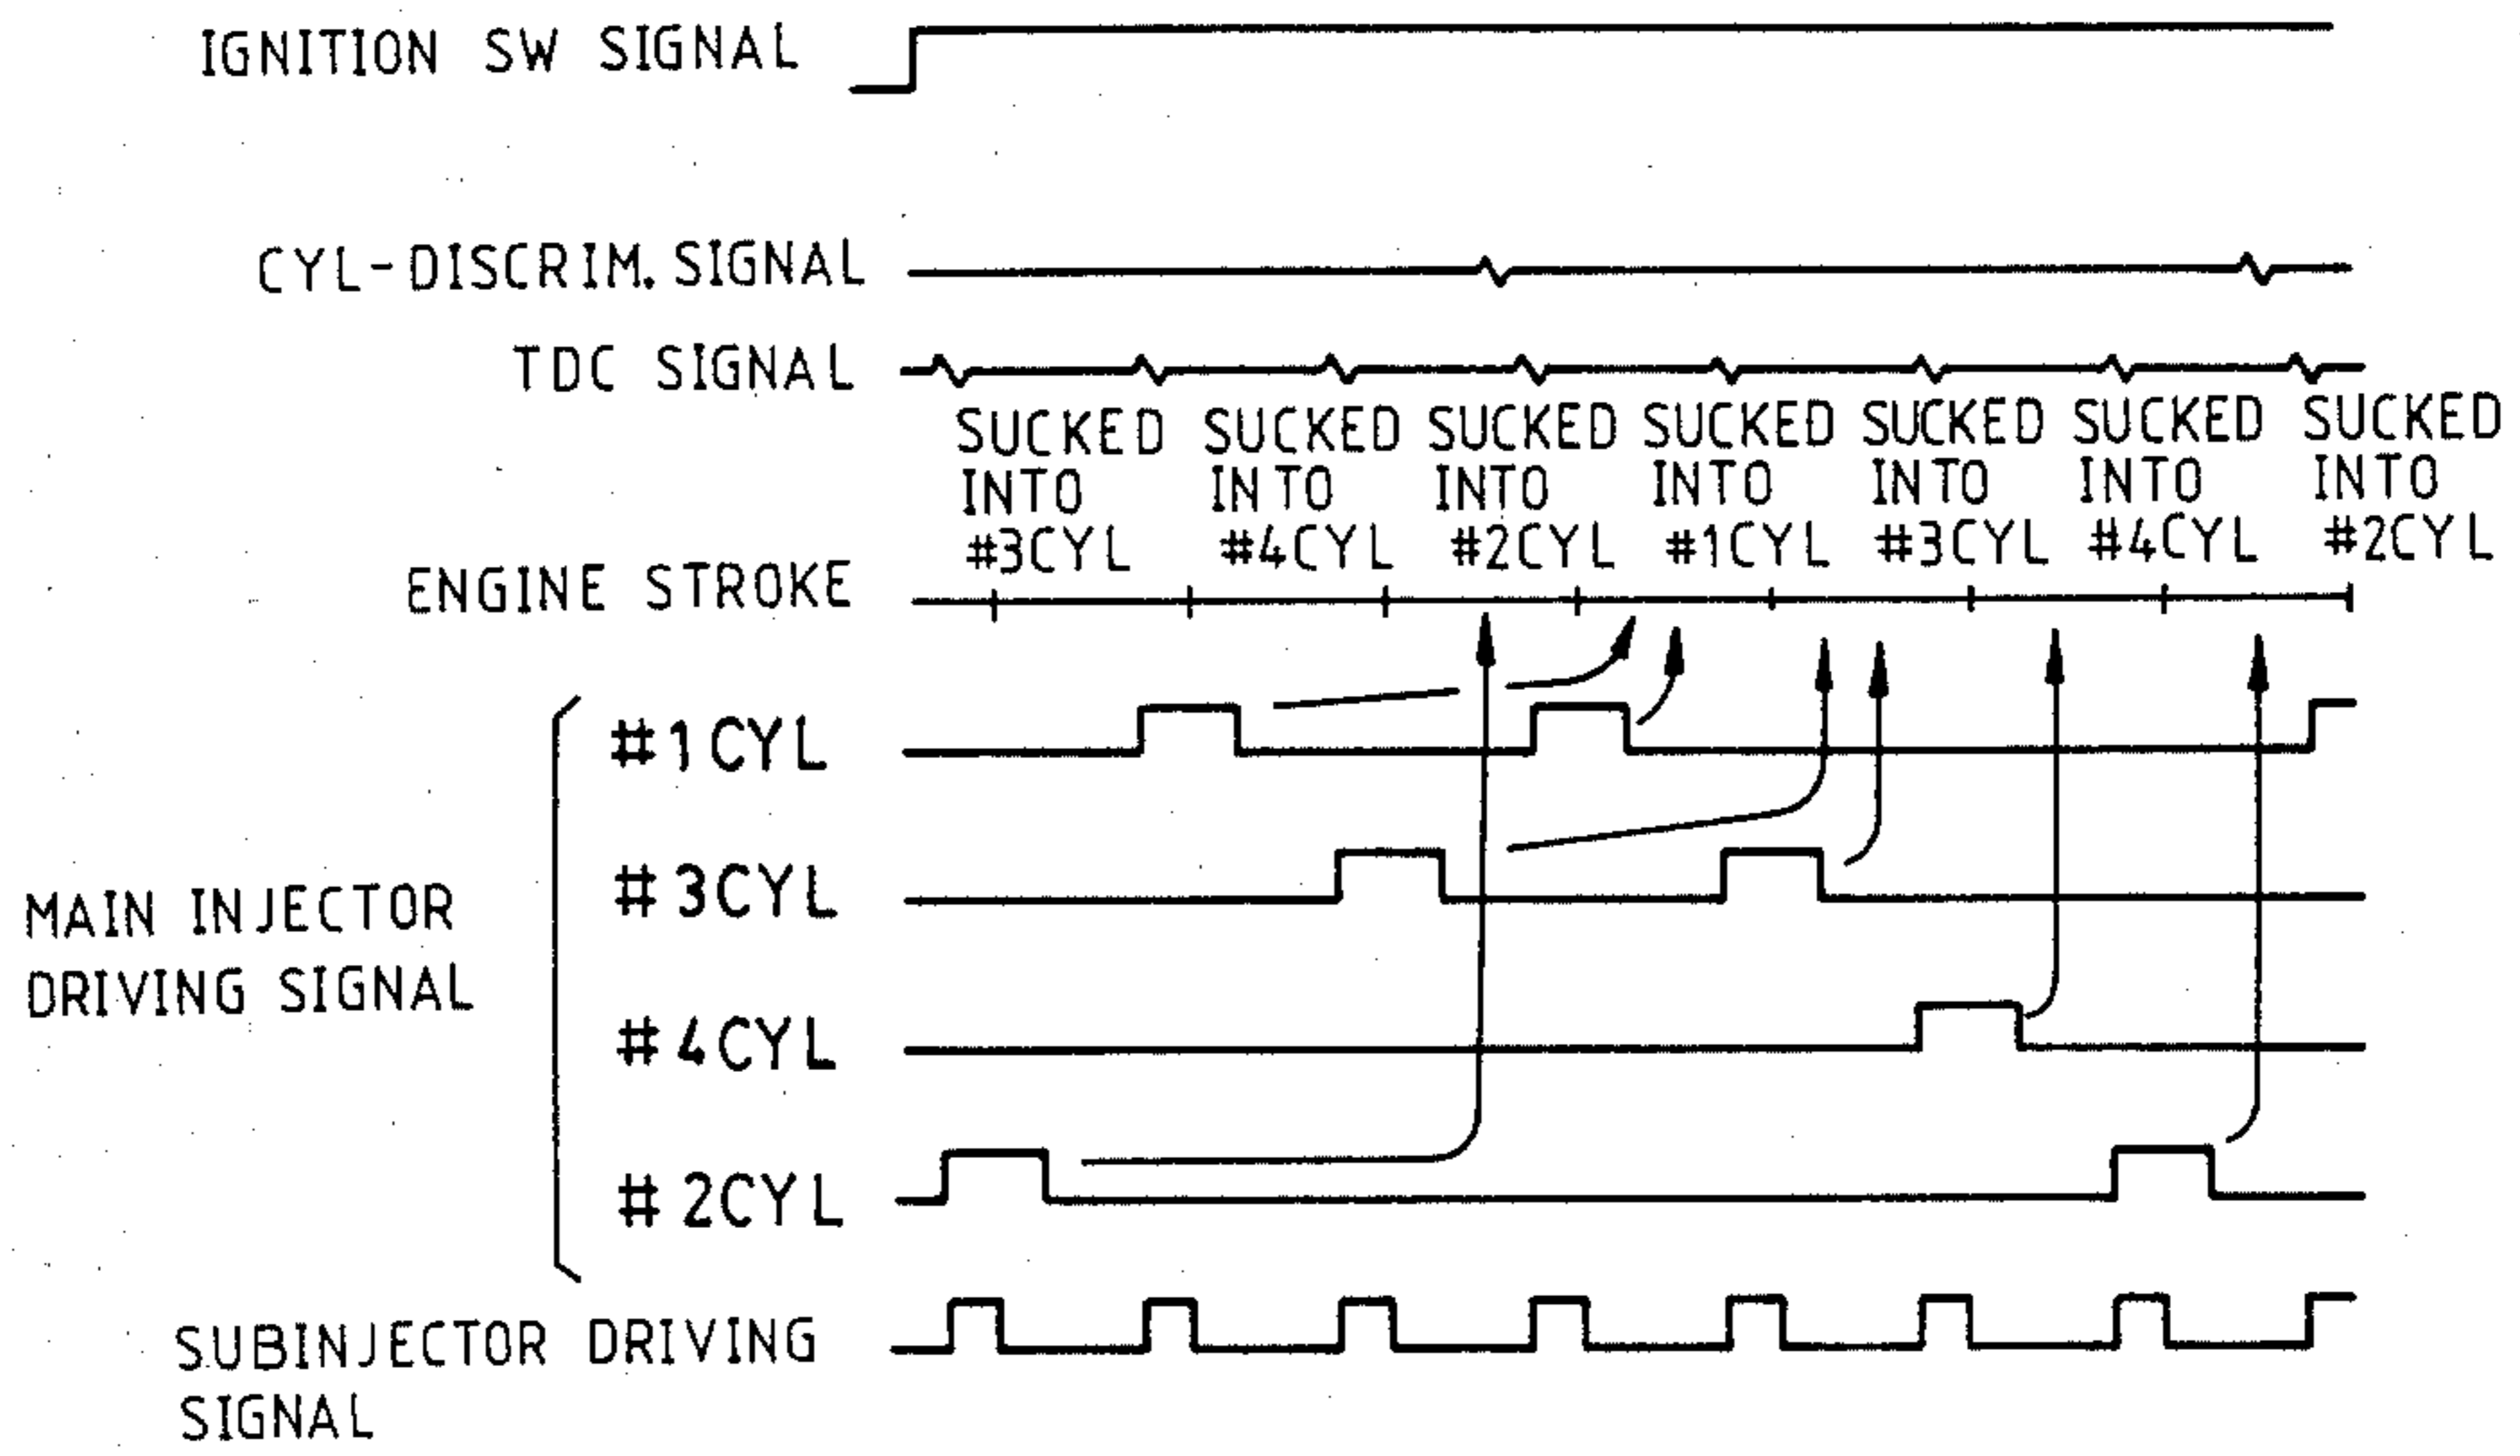 IGNITION SW SIGNAL
CYL-DISCRIM. SIGNAL
TDC SIGNAL
SUCKED SUCKED SUCKED SUCKED SUCKED SUCKED SUCKED
INTO INTO INTO INTO INTO INTO INTO
#3CYL #4CYL #2CYL #1CYL #3CYL #4CYL #2CYL
ENGINE STROKE
#1CYL
#3CYL
MAIN INJECTOR
DRIVING SIGNAL
#4CYL
#2CYL
SUBINJECTOR DRIVING
SIGNAL